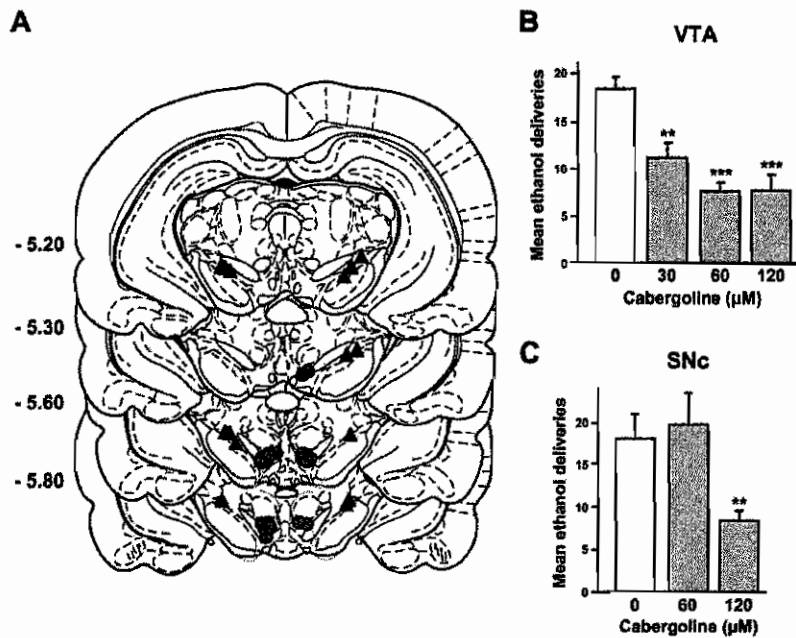 A
- 5.20
- 5.30
- 5.60
- 5.80
B
VTA
Mean ethanol deliveries
20
15
10
5
0
**
***
***
0 30 60 120
Cabergoline (µM)
C
SNc
Mean ethanol deliveries
20
15
10
5
0
**
0 60 120
Cabergoline (µM)